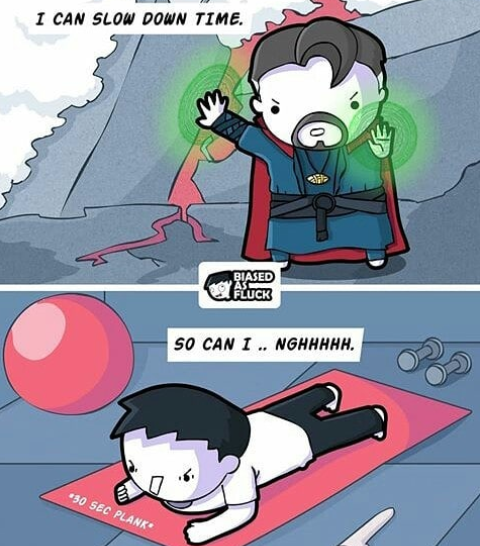 I CAN SLOW DOWN TIME.
BIASED
AS
FLUCK
SO CAN I .. NGHHHHH.
*30 SEC PLANK*